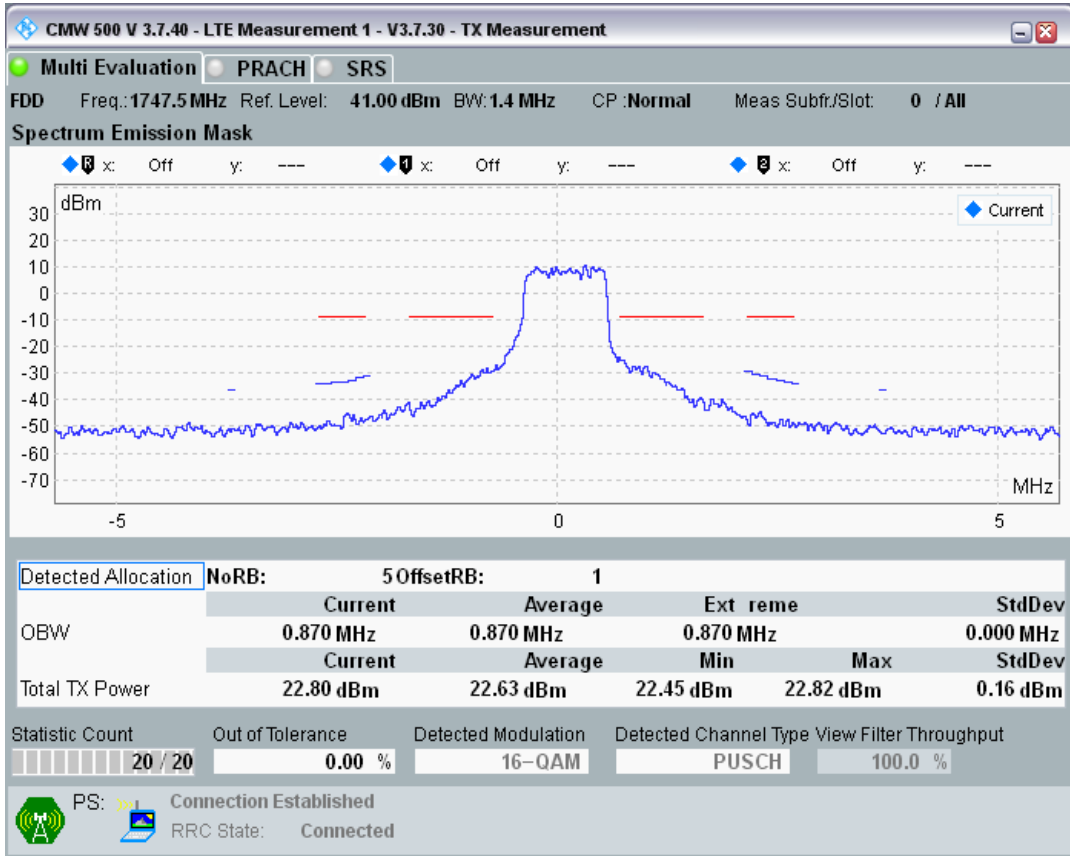 CMW 500 V 3.7.40 - LTE Measurement 1 - V3.7.30 - TX Measurement
Multi Evaluation PRACH SRS
FDD Freq.: 1747.5 MHz Ref. Level: 41.00 dBm BW: 1.4 MHz CP : Normal Meas Subfr./Slot: 0 / All
Spectrum Emission Mask
R x: Off y: --- 1 x: Off y: --- 2 x: Off y: ---
dBm
Current
30
20
10
0
-10
-20
-30
-40
-50
-60
-70
MHz
-5 0 5
Detected Allocation NoRB: 5 OffsetRB: 1
Current Average Ext reme StdDev
OBW 0.870 MHz 0.870 MHz 0.870 MHz 0.000 MHz
Current Average Min Max StdDev
Total TX Power 22.80 dBm 22.63 dBm 22.45 dBm 22.82 dBm 0.16 dBm
Statistic Count Out of Tolerance Detected Modulation Detected Channel Type View Filter Throughput
20 / 20 0.00 % 16-QAM PUSCH 100.0 %
PS: Connection Established
RRC State: Connected